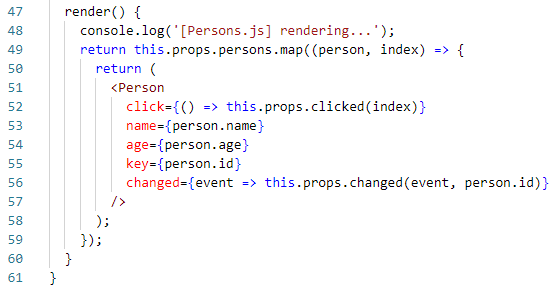 47 render() {
48 console.log('[Persons.js] rendering...');
49 return this.props.persons.map((person, index) => {
50 return (
51 <Person
52 click={() => this.props.clicked(index)}
53 name={person.name}
54 age={person.age}
55 key={person.id}
56 changed={event => this.props.changed(event, person.id)}
57 />
58 );
59 });
60 }
61 }